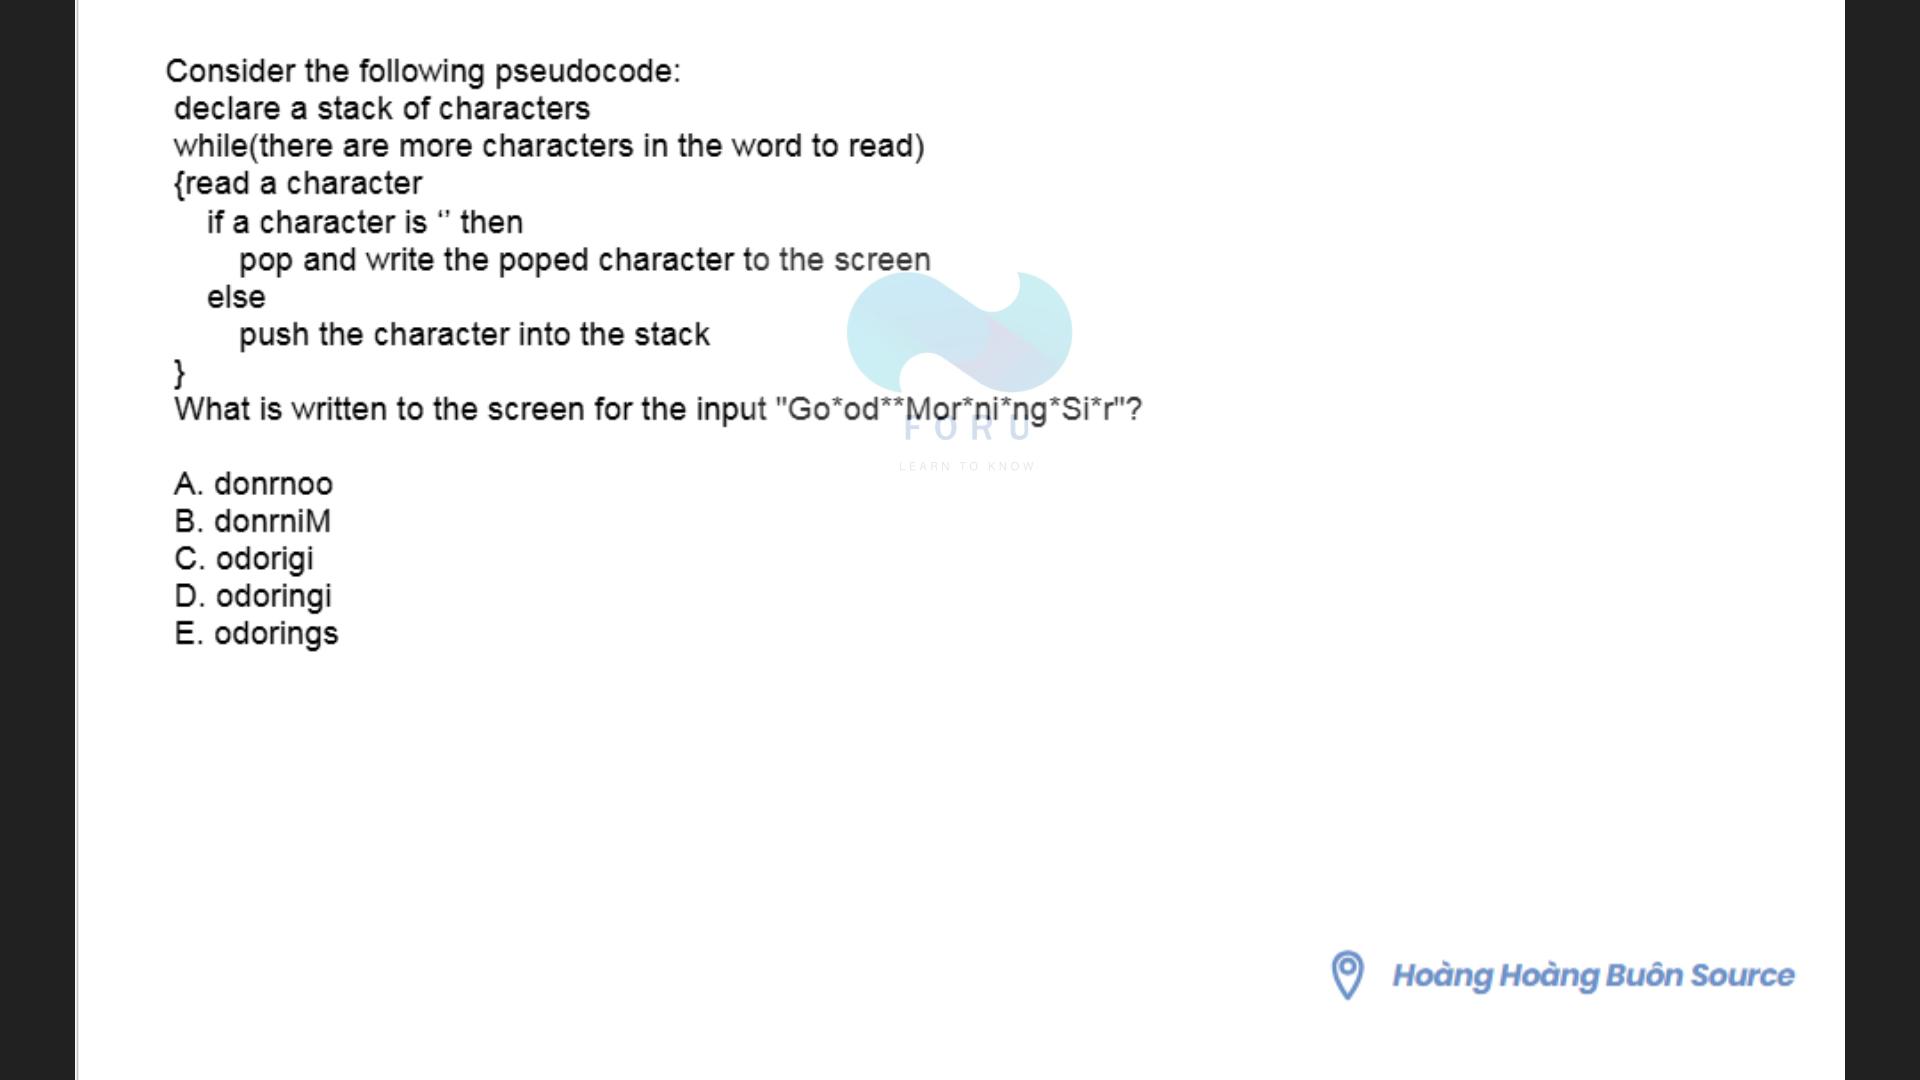 Consider the following pseudocode:
declare a stack of characters
while(there are more characters in the word to read)
{read a character
if a character is ‘’ then
pop and write the poped character to the screen
else
push the character into the stack
}
What is written to the screen for the input "Go*od**Mor*ni*ng*Si*r"?
FORU
LEARN TO KNOW
A. donrnoo
B. donrniM
C. odorigi
D. odoringi
E. odorings
Hoàng Hoàng Buôn Source